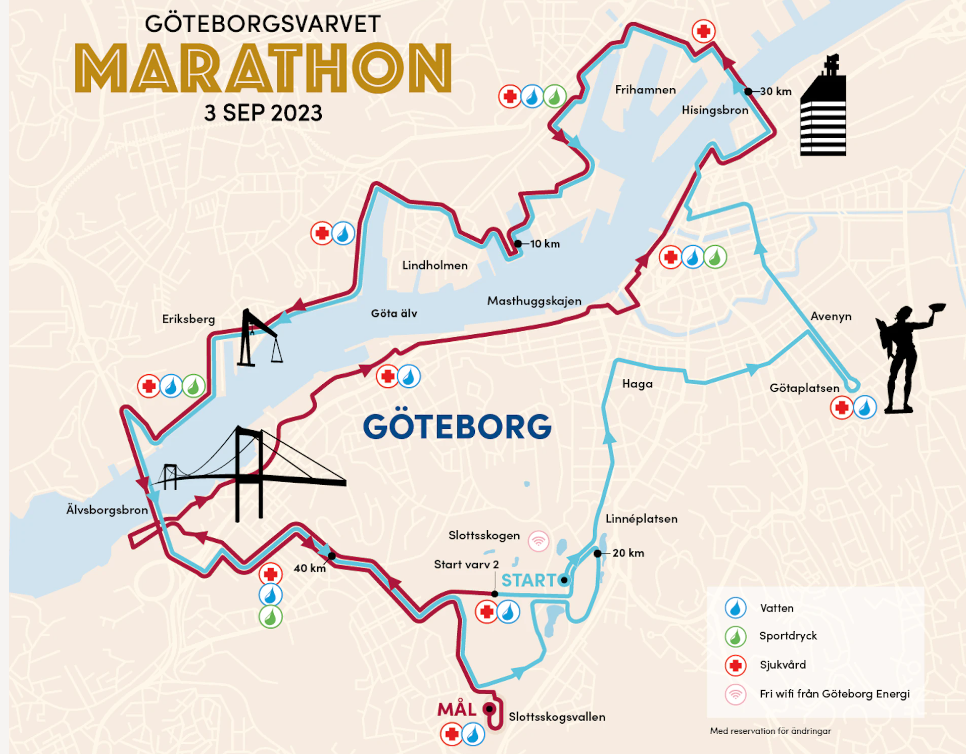 GÖTEBORGSVARVET
MARATHON
3 SEP 2023
Frihamnen
Hisingsbron
30 km
10 km
Lindholmen
Masthuggskajen
Göta älv
Eriksberg
Avenyn
Haga
Götaplatsen
GÖTEBORG
Älvsborgsbron
Linnéplatsen
Slottsskogen
20 km
Start varv 2
40 km
START
MÅL
Slottsskogsvallen
Vatten
Sportdryck
Sjukvård
Fri wifi från Göteborg Energi
Med reservation för ändringar